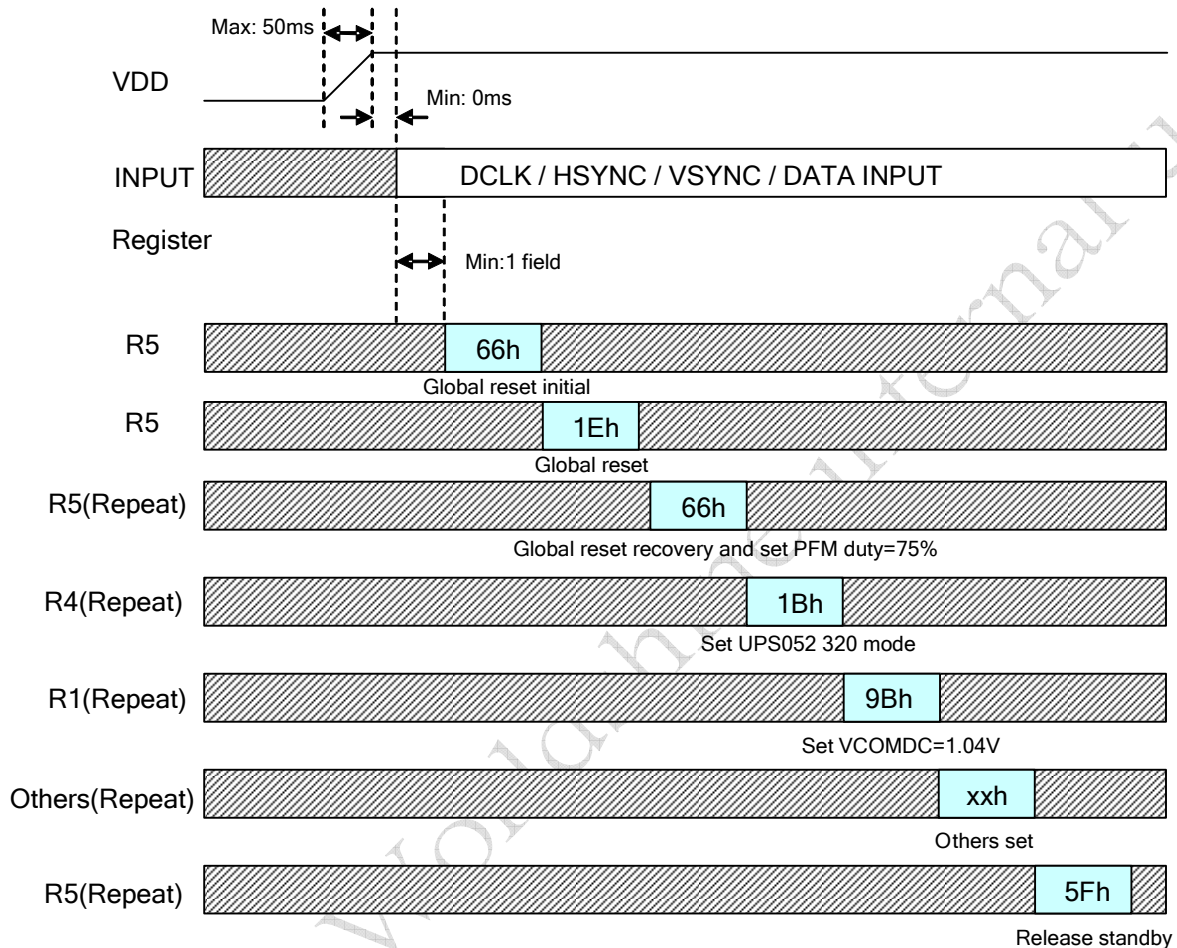 Max: 50ms
VDD
Min: 0ms
INPUT
DCLK / HSYNC / VSYNC / DATA INPUT
Register
Min:1 field
R5
66h
Global reset initial
R5
1Eh
Global reset
R5(Repeat)
66h
Global reset recovery and set PFM duty=75%
R4(Repeat)
1Bh
Set UPS052 320 mode
R1(Repeat)
9Bh
Set VCOMDC=1.04V
Others(Repeat)
xxh
Others set
R5(Repeat)
5Fh
Release standby